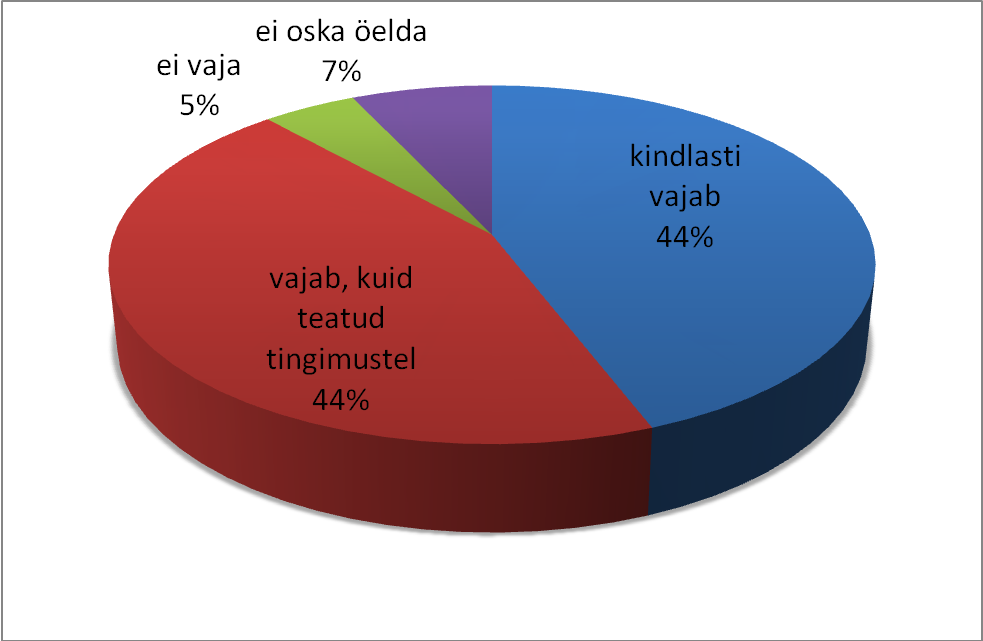 ei oska öelda
7%
ei vaja
5%
kindlasti
vajab
44%
vajab, kuid
teatud
tingimustel
44%